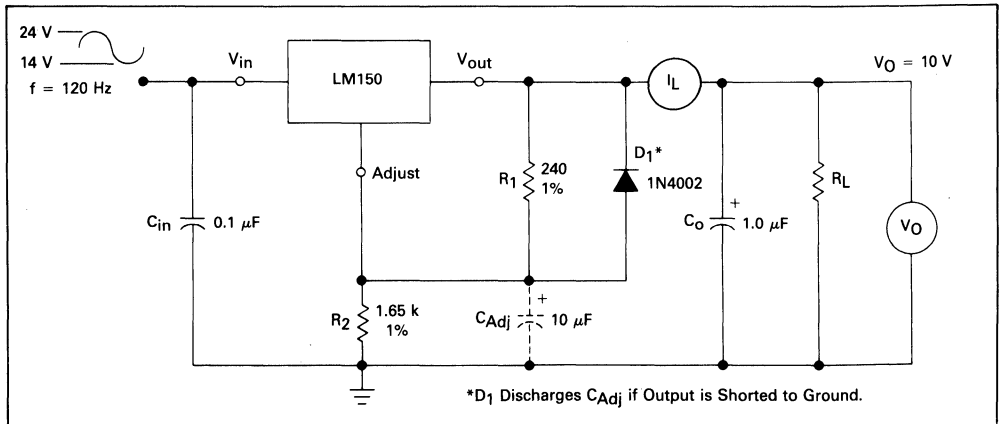 24 V
14 V
f = 120 Hz
Vin
LM150
Vout
IL
VO = 10 V
Adjust
R1
240
1%
D1*
1N4002
Cin
0.1 μF
Co
+
1.0 μF
RL
VO
R2
1.65 k
1%
CAdj
+
10 μF
*D1 Discharges CAdj if Output is Shorted to Ground.